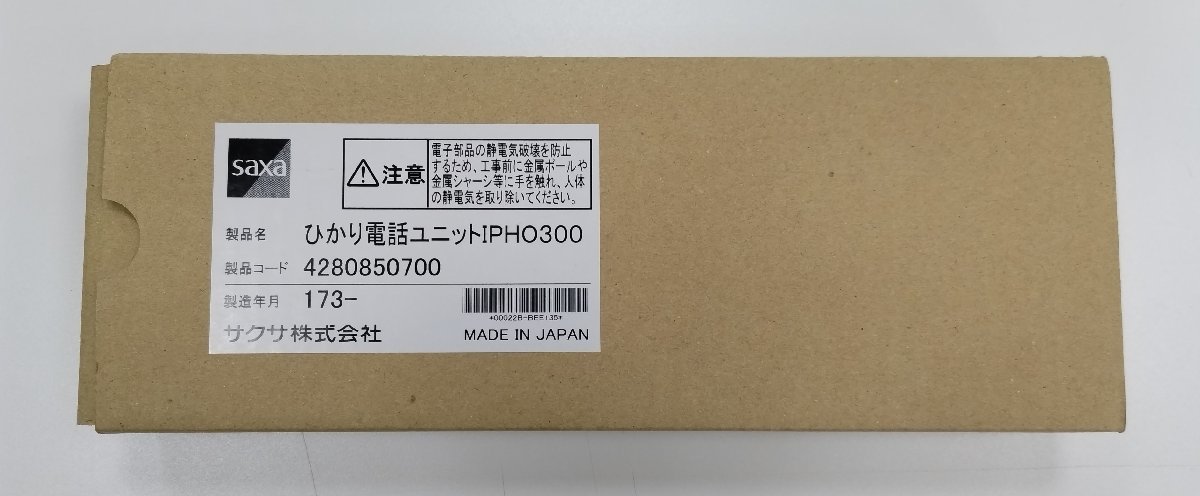 saxa
注意
電子部品の静電気破壊を防止
するため、工事前に金属ポールや
金属シャーシ等に手を触れ、人体
の静電気を取り除いてください。
製品名 ひかり電話ユニットIPHO300
製品コード 4280850700
製造年月 173-
サクサ株式会社 MADE IN JAPAN